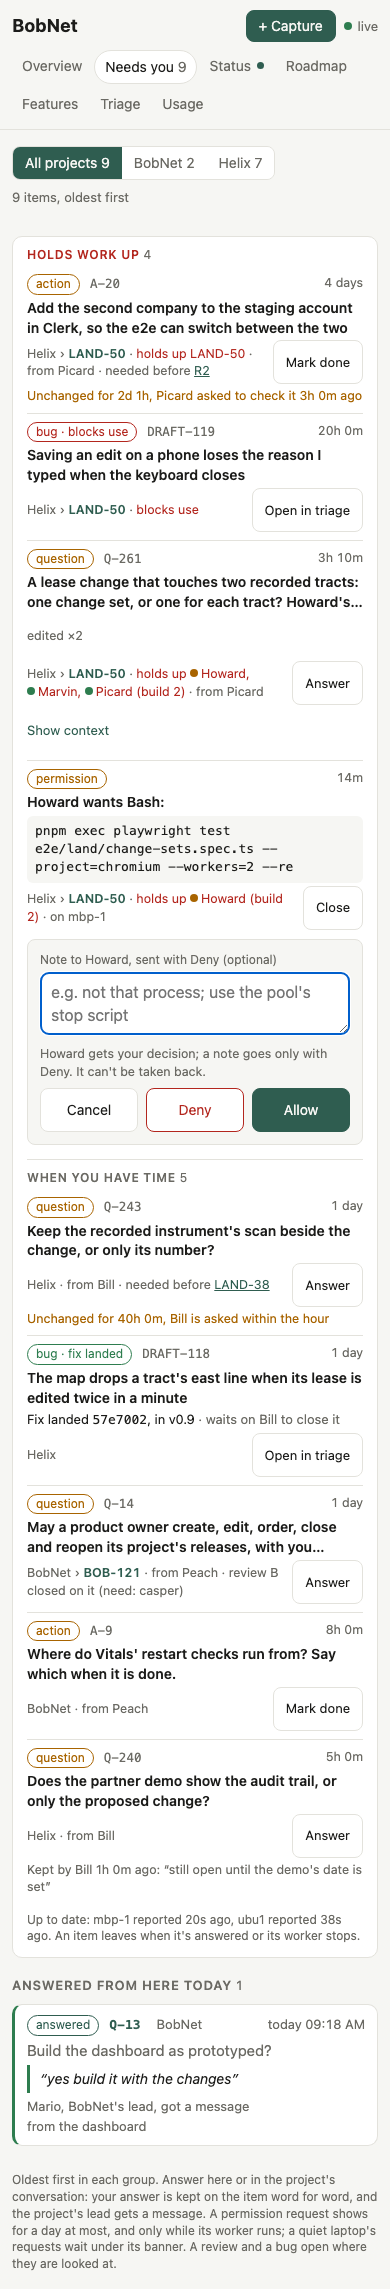 BobNet
+ Capture
live
Overview
Needs you 9
Status
Roadmap
Features
Triage
Usage
All projects 9
BobNet 2
Helix 7
9 items, oldest first
HOLDS WORK UP 4
action A-20 4 days
Add the second company to the staging account
in Clerk, so the e2e can switch between the two
Helix › LAND-50 · holds up LAND-50 ·
from Picard · needed before R2
Mark done
Unchanged for 2d 1h, Picard asked to check it 3h 0m ago
bug · blocks use DRAFT-119 20h 0m
Saving an edit on a phone loses the reason I
typed when the keyboard closes
Helix › LAND-50 · blocks use
Open in triage
question Q-261 3h 10m
A lease change that touches two recorded tracts:
one change set, or one for each tract? Howard's...
edited ×2
Helix › LAND-50 · holds up Howard,
Marvin, Picard (build 2) · from Picard
Answer
Show context
permission 14m
Howard wants Bash:
pnpm exec playwright test
e2e/land/change-sets.spec.ts --
project=chromium --workers=2 --re
Helix › LAND-50 · holds up Howard (build
2) · on mbp-1
Close
Note to Howard, sent with Deny (optional)
e.g. not that process; use the pool's
stop script
Howard gets your decision; a note goes only with
Deny. It can't be taken back.
Cancel
Deny
Allow
WHEN YOU HAVE TIME 5
question Q-243 1 day
Keep the recorded instrument's scan beside the
change, or only its number?
Helix · from Bill · needed before LAND-38
Answer
Unchanged for 40h 0m, Bill is asked within the hour
bug · fix landed DRAFT-118 1 day
The map drops a tract's east line when its lease is
edited twice in a minute
Fix landed 57e7002, in v0.9 · waits on Bill to close it
Helix
Open in triage
question Q-14 1 day
May a product owner create, edit, order, close
and reopen its project's releases, with you...
BobNet › BOB-121 · from Peach · review B
closed on it (need: casper)
Answer
action A-9 8h 0m
Where do Vitals' restart checks run from? Say
which when it is done.
BobNet · from Peach
Mark done
question Q-240 5h 0m
Does the partner demo show the audit trail, or
only the proposed change?
Helix · from Bill
Answer
Kept by Bill 1h 0m ago: “still open until the demo's date is
set”
Up to date: mbp-1 reported 20s ago, ubu1 reported 38s
ago. An item leaves when it's answered or its worker stops.
ANSWERED FROM HERE TODAY 1
answered Q-13 BobNet today 09:18 AM
Build the dashboard as prototyped?
“yes build it with the changes”
Mario, BobNet's lead, got a message
from the dashboard
Oldest first in each group. Answer here or in the project's
conversation: your answer is kept on the item word for word, and
the project's lead gets a message. A permission request shows
for a day at most, and only while its worker runs; a quiet laptop's
requests wait under its banner. A review and a bug open where
they are looked at.